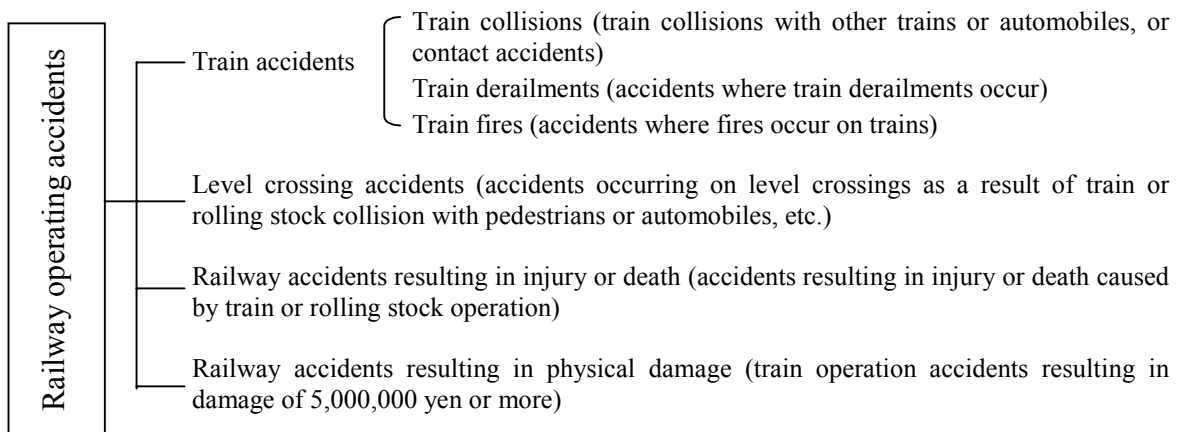 Railway operating accidents
Train accidents
Train collisions (train collisions with other trains or automobiles, or
contact accidents)
Train derailments (accidents where train derailments occur)
Train fires (accidents where fires occur on trains)
Level crossing accidents (accidents occurring on level crossings as a result of train or
rolling stock collision with pedestrians or automobiles, etc.)
Railway accidents resulting in injury or death (accidents resulting in injury or death caused
by train or rolling stock operation)
Railway accidents resulting in physical damage (train operation accidents resulting in
damage of 5,000,000 yen or more)